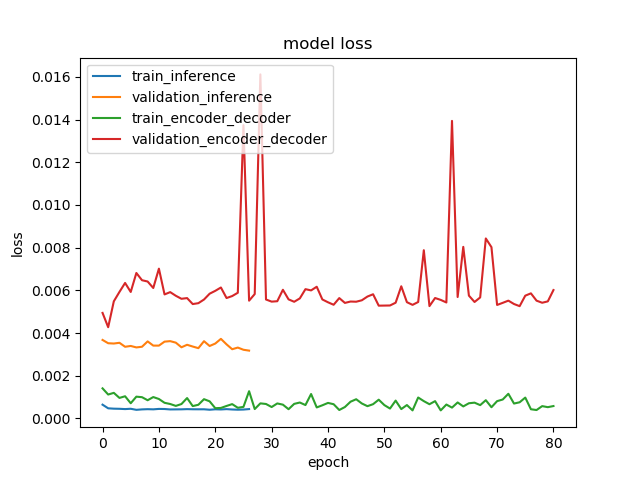 model loss
train_inference
validation_inference
train_encoder_decoder
validation_encoder_decoder
0.016
0.014
0.012
0.010
0.008
0.006
0.004
0.002
0.000
loss
0 10 20 30 40 50 60 70 80
epoch